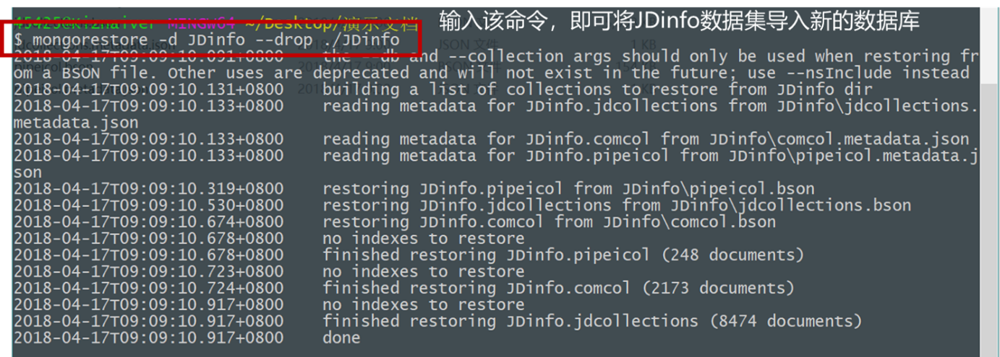 45425@Kiznaiver MINGW64 ~/Desktop/演示文档
输入该命令，即可将JDinfo数据集导入新的数据库
$ mongorestore -d JDinfo --drop ./JDinfo
2018-04-17T09:09:10.091+0800 the --db and --collection args should only be used when restoring fr
om a BSON file. Other uses are deprecated and will not exist in the future; use --nsInclude instead
2018-04-17T09:09:10.131+0800 building a list of collections to restore from JDinfo dir
2018-04-17T09:09:10.133+0800 reading metadata for JDinfo.jdcollections from JDinfo\jdcollections.
metadata.json
2018-04-17T09:09:10.133+0800 reading metadata for JDinfo.comcol from JDinfo\comcol.metadata.json
2018-04-17T09:09:10.133+0800 reading metadata for JDinfo.pipeicol from JDinfo\pipeicol.metadata.j
son
2018-04-17T09:09:10.319+0800 restoring JDinfo.pipeicol from JDinfo\pipeicol.bson
2018-04-17T09:09:10.530+0800 restoring JDinfo.jdcollections from JDinfo\jdcollections.bson
2018-04-17T09:09:10.674+0800 restoring JDinfo.comcol from JDinfo\comcol.bson
2018-04-17T09:09:10.678+0800 no indexes to restore
2018-04-17T09:09:10.678+0800 finished restoring JDinfo.pipeicol (248 documents)
2018-04-17T09:09:10.723+0800 no indexes to restore
2018-04-17T09:09:10.724+0800 finished restoring JDinfo.comcol (2173 documents)
2018-04-17T09:09:10.917+0800 no indexes to restore
2018-04-17T09:09:10.917+0800 finished restoring JDinfo.jdcollections (8474 documents)
2018-04-17T09:09:10.917+0800 done